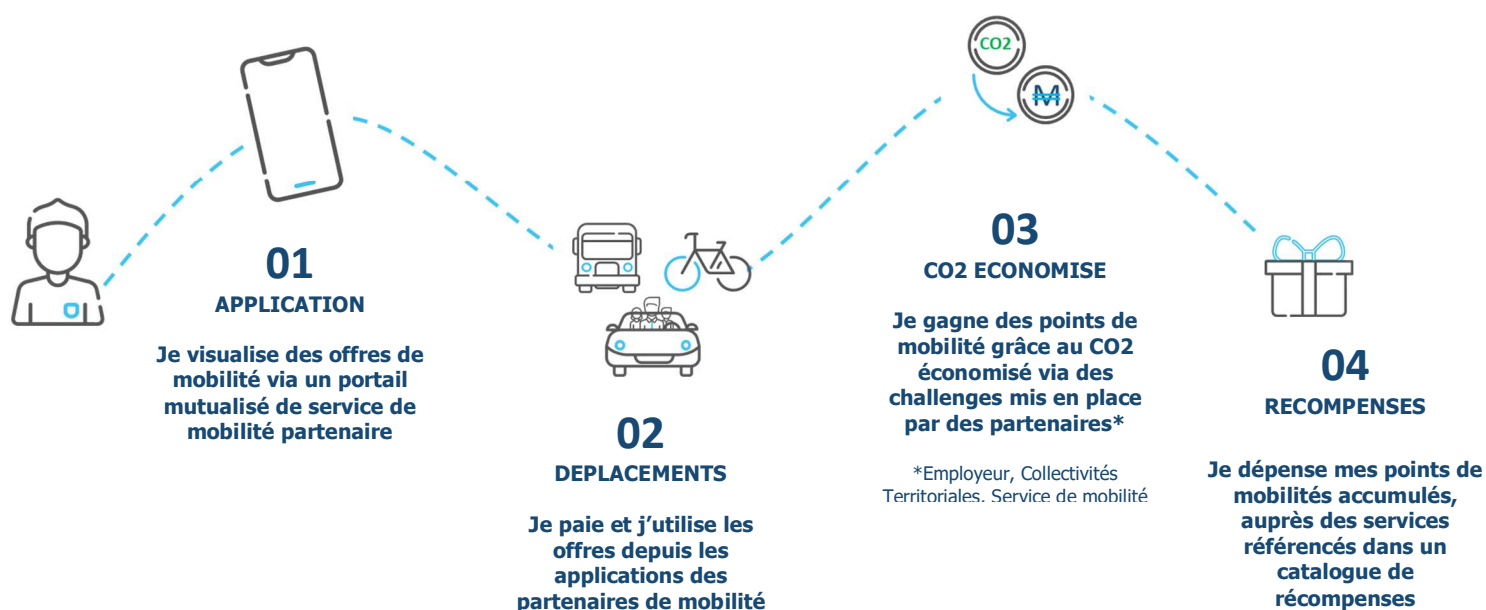 01
APPLICATION
Je visualise des offres de
mobilité via un portail
mutualisé de service de
mobilité partenaire
02
DEPLACEMENTS
Je paie et j’utilise les
offres depuis les
applications des
partenaires de mobilité
CO2
M
03
CO2 ECONOMISE
Je gagne des points de
mobilité grâce au CO2
économisé via des
challenges mis en place
par des partenaires*
*Employeur, Collectivités
Territoriales, Service de mobilité
04
RECOMPENSES
Je dépense mes points de
mobilités accumulés,
auprès des services
référencés dans un
catalogue de
récompenses